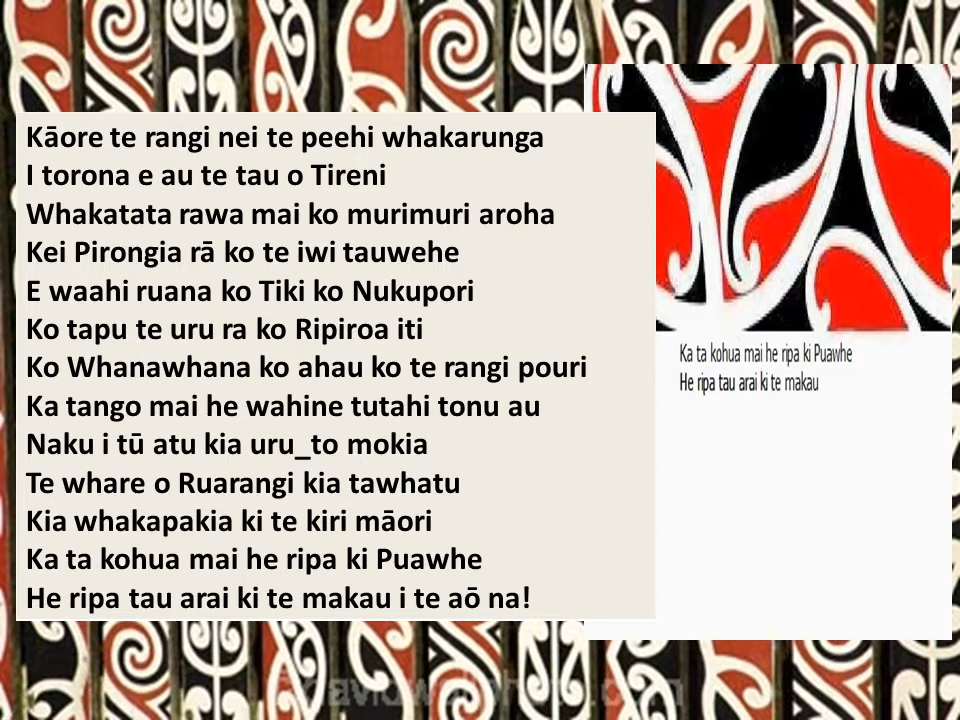 Kāore te rangi nei te peehi whakarunga
I torona e au te tau o Tireni
Whakatata rawa mai ko murimuri aroha
Kei Pirongia rā ko te iwi tauwehe
E waahi ruana ko Tiki ko Nukupori
Ko tapu te uru ra ko Ripiroa iti
Ko Whanawhana ko ahau ko te rangi pouri
Ka tango mai he wahine tutahi tonu au
Naku i tū atu kia uru_to mokia
Te whare o Ruarangi kia tawhatu
Kia whakapakia ki te kiri māori
Ka ta kohua mai he ripa ki Puawhe
He ripa tau arai ki te makau i te aō na!
Ka ta kohua mai he ripa ki Puawhe
He ripa tau arai ki te makau